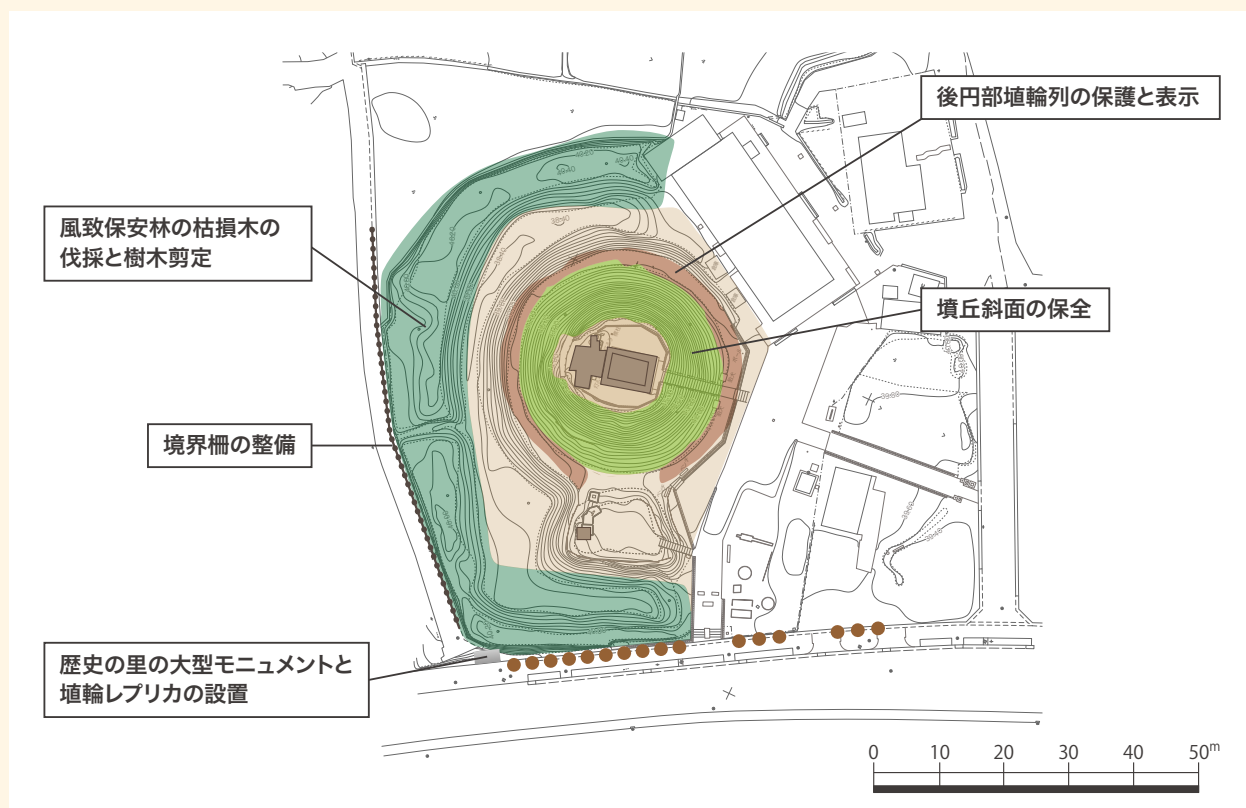 後円部埴輪列の保護と表示
風致保安林の枯損木の
伐採と樹木剪定
墳丘斜面の保全
境界柵の整備
歴史の里の大型モニュメントと
埴輪レプリカの設置
0 10 20 30 40 50m